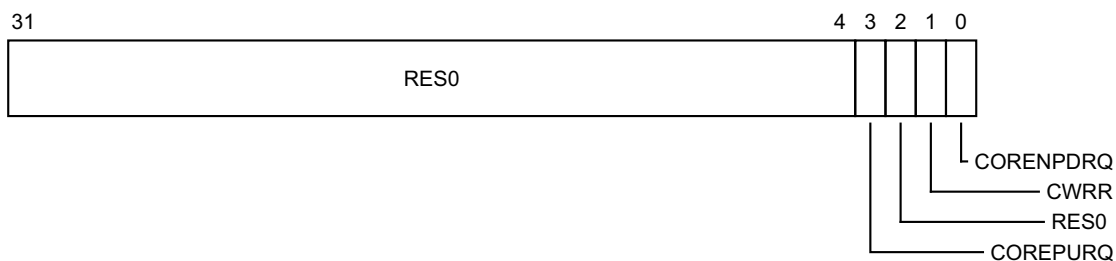 31 4 3 2 1 0
RES0
CORENPDRQ
CWRR
RES0
COREPURQ